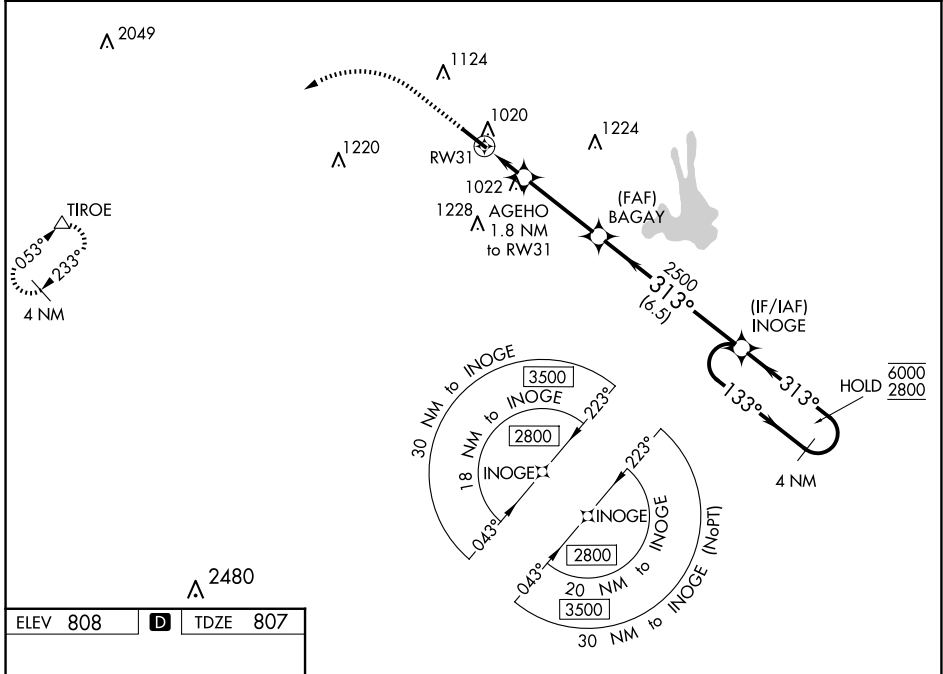 2049
1124
1020
1224
1220
RW31
1022
(FAF)
BAGAY
TIROE
1228
AGEHO
1.8 NM
to RW31
053°
233°
4 NM
2500
313°
(6.5)
(IF/IAF)
INOGE
HOLD
6000
2800
313°
133°
4 NM
30 NM to INOGE
3500
18 NM to INOGE
2800
223°
INOGE
043°
223°
INOGE
2800
043°
20 NM to INOGE
3500
30 NM to INOGE (NoPT)
2480
ELEV 808 D TDZE 807